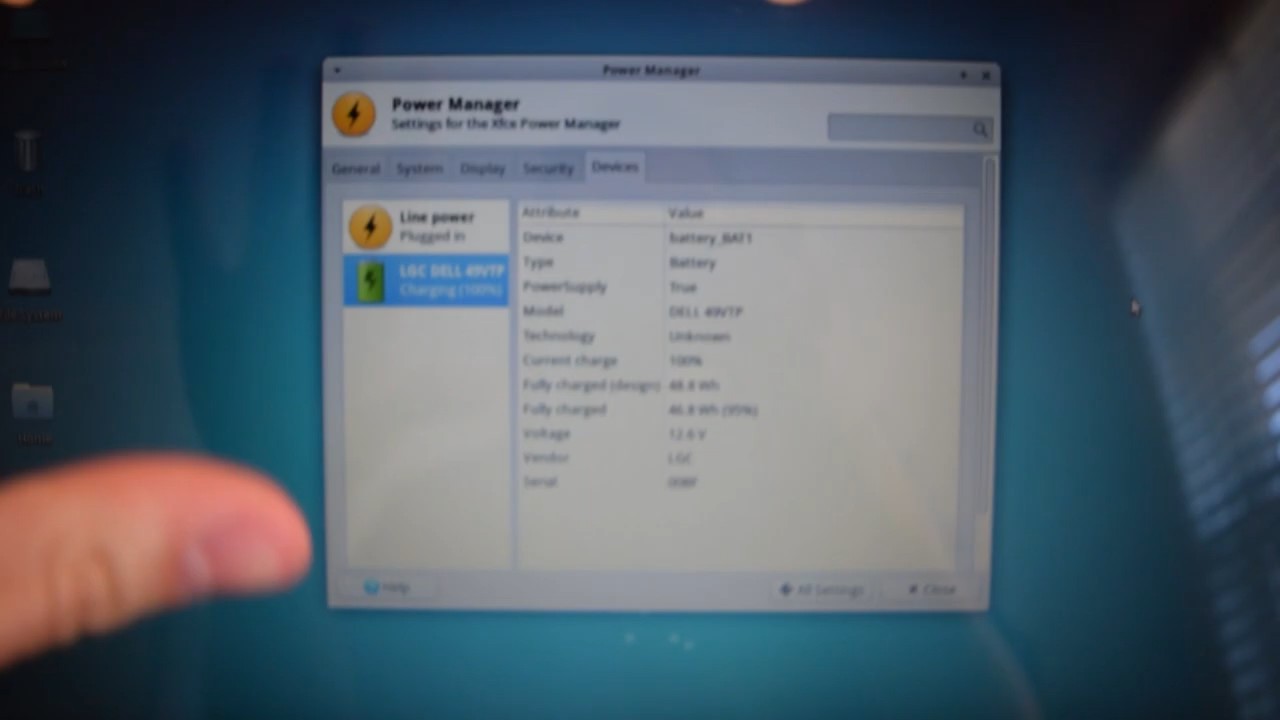 Power Manager
Power Manager
Settings for the Xfce Power Manager
General System Display Security Devices
Line power
Plugged in
LGC DELL 49VTP
Charging (100%)
Attribute Value
Device battery_BAT1
Type Battery
PowerSupply True
Model DELL 49VTP
Technology Unknown
Current charge 100%
Fully charged (design) 48.8 Wh
Fully charged 46.8 Wh (95%)
Voltage 12.6 V
Vendor LGC
Serial
Home
Help
All Settings
Close